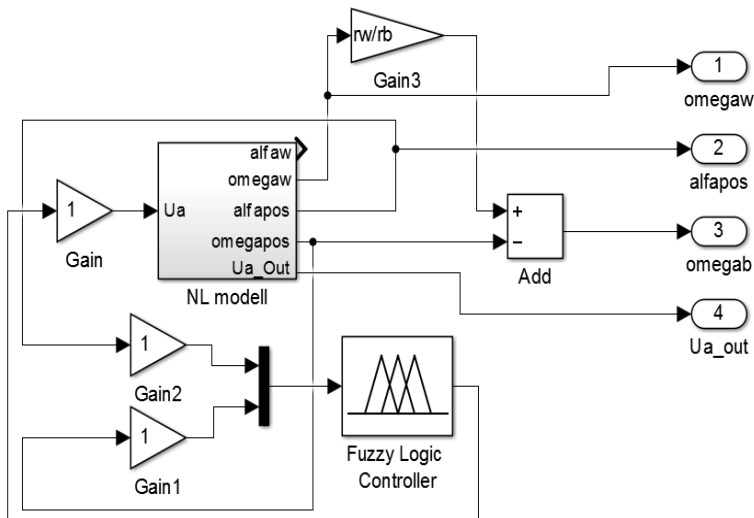 rw/rb
Gain3
1
omegaw
alfaw
omegaw
2
alfapos
1
Ua
alfapos
+
omegapos
−
3
omegab
Gain
Ua_Out
Add
NL modell
4
Ua_out
1
Gain2
1
Gain1
Fuzzy Logic
Controller